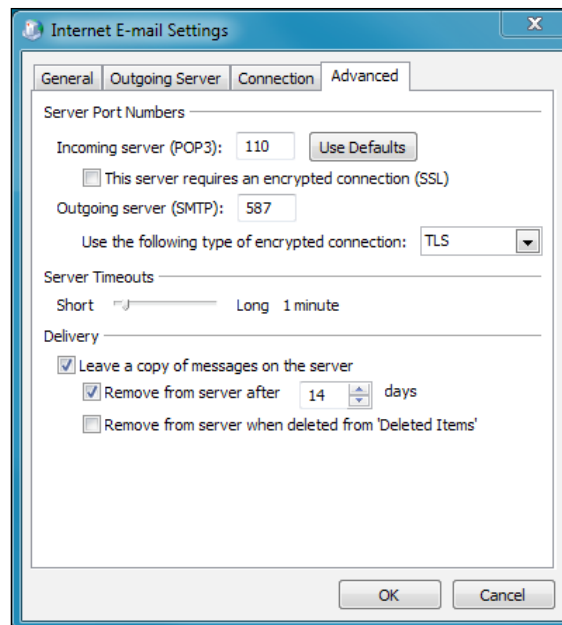 Internet E-mail Settings
X
General Outgoing Server Connection Advanced
Server Port Numbers
Incoming server (POP3): 110 Use Defaults
This server requires an encrypted connection (SSL)
Outgoing server (SMTP): 587
Use the following type of encrypted connection: TLS
Server Timeouts
Short Long 1 minute
Delivery
Leave a copy of messages on the server
Remove from server after 14 days
Remove from server when deleted from 'Deleted Items'
OK Cancel